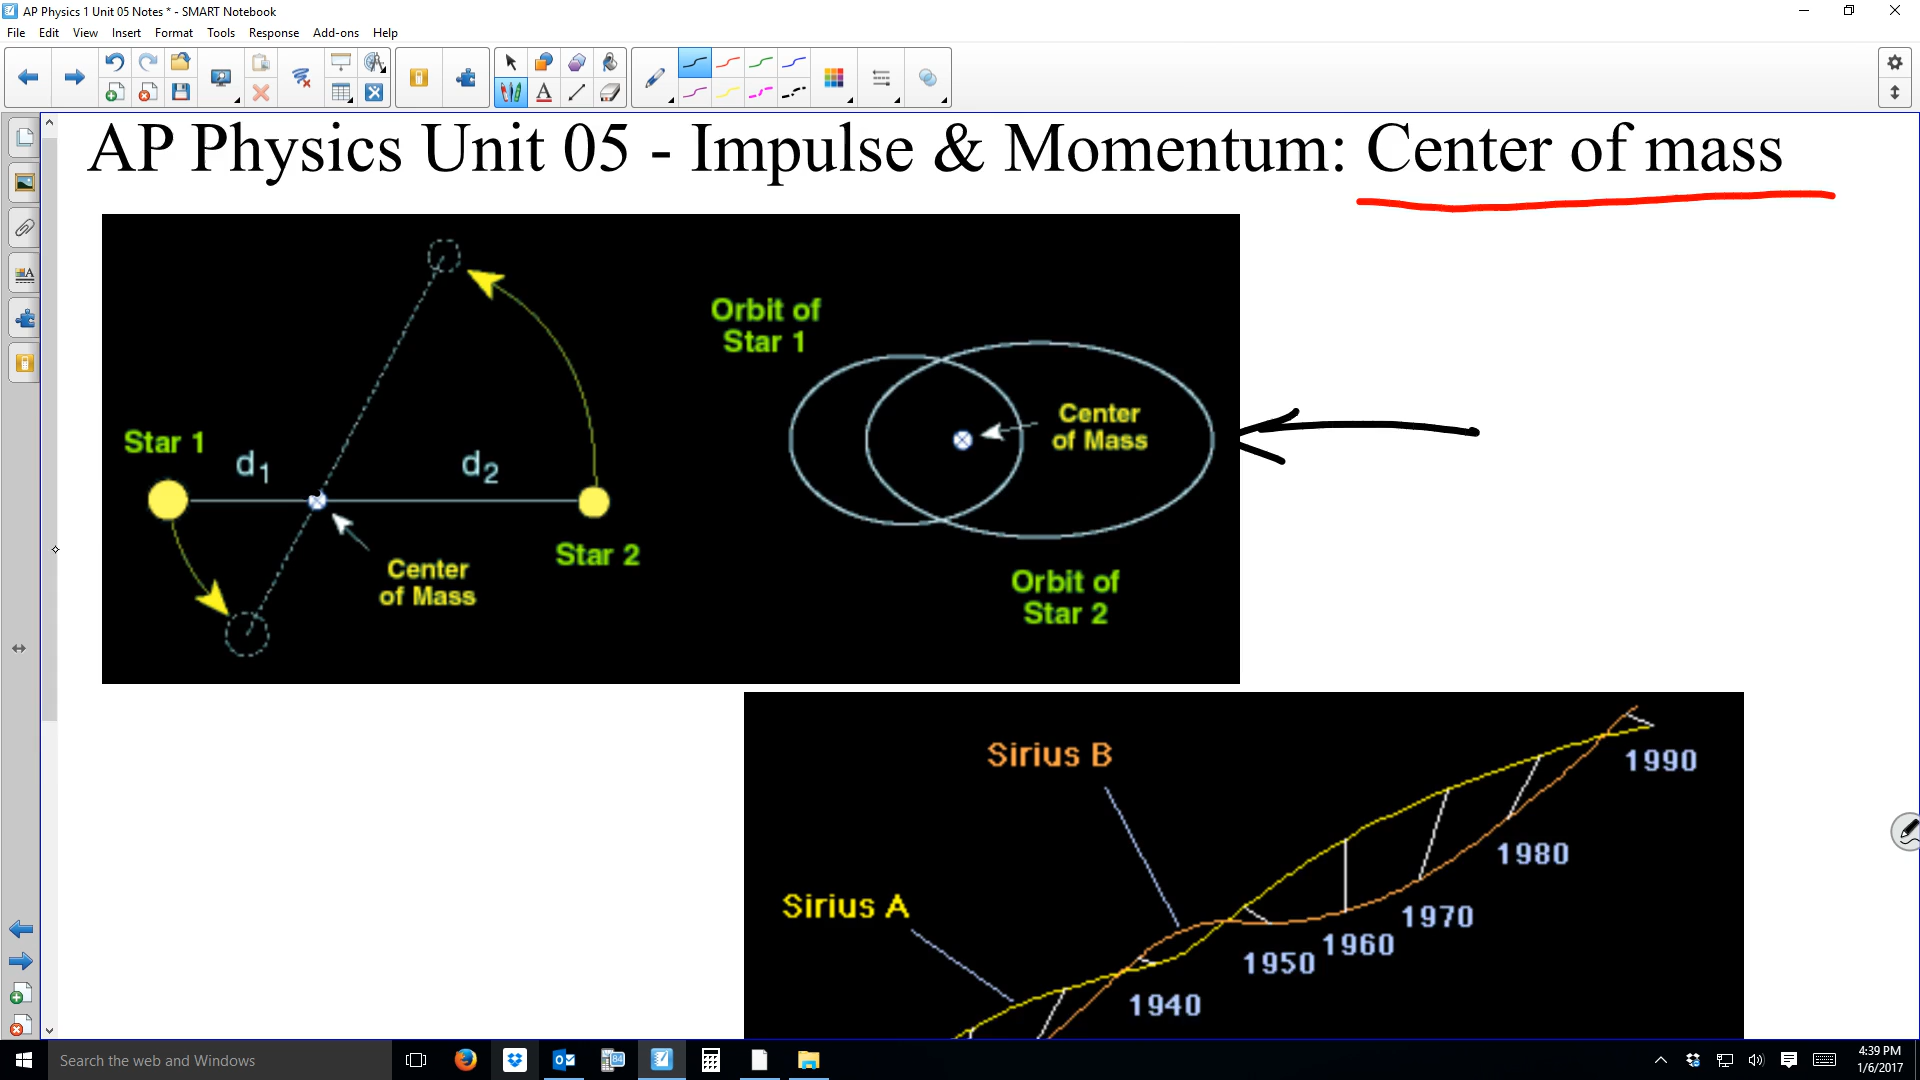 AP Physics 1 Unit 05 Notes * - SMART Notebook
File Edit View Insert Format Tools Response Add-ons Help
AP Physics Unit 05 - Impulse & Momentum: Center of mass
Orbit of
Star 1
Star 1
d1
d2
Center
of Mass
Center
of Mass
Star 2
Orbit of
Star 2
Sirius B
1990
1980
Sirius A
1970
1960
1950
1940
Search the web and Windows
84
4:39 PM
1/6/2017